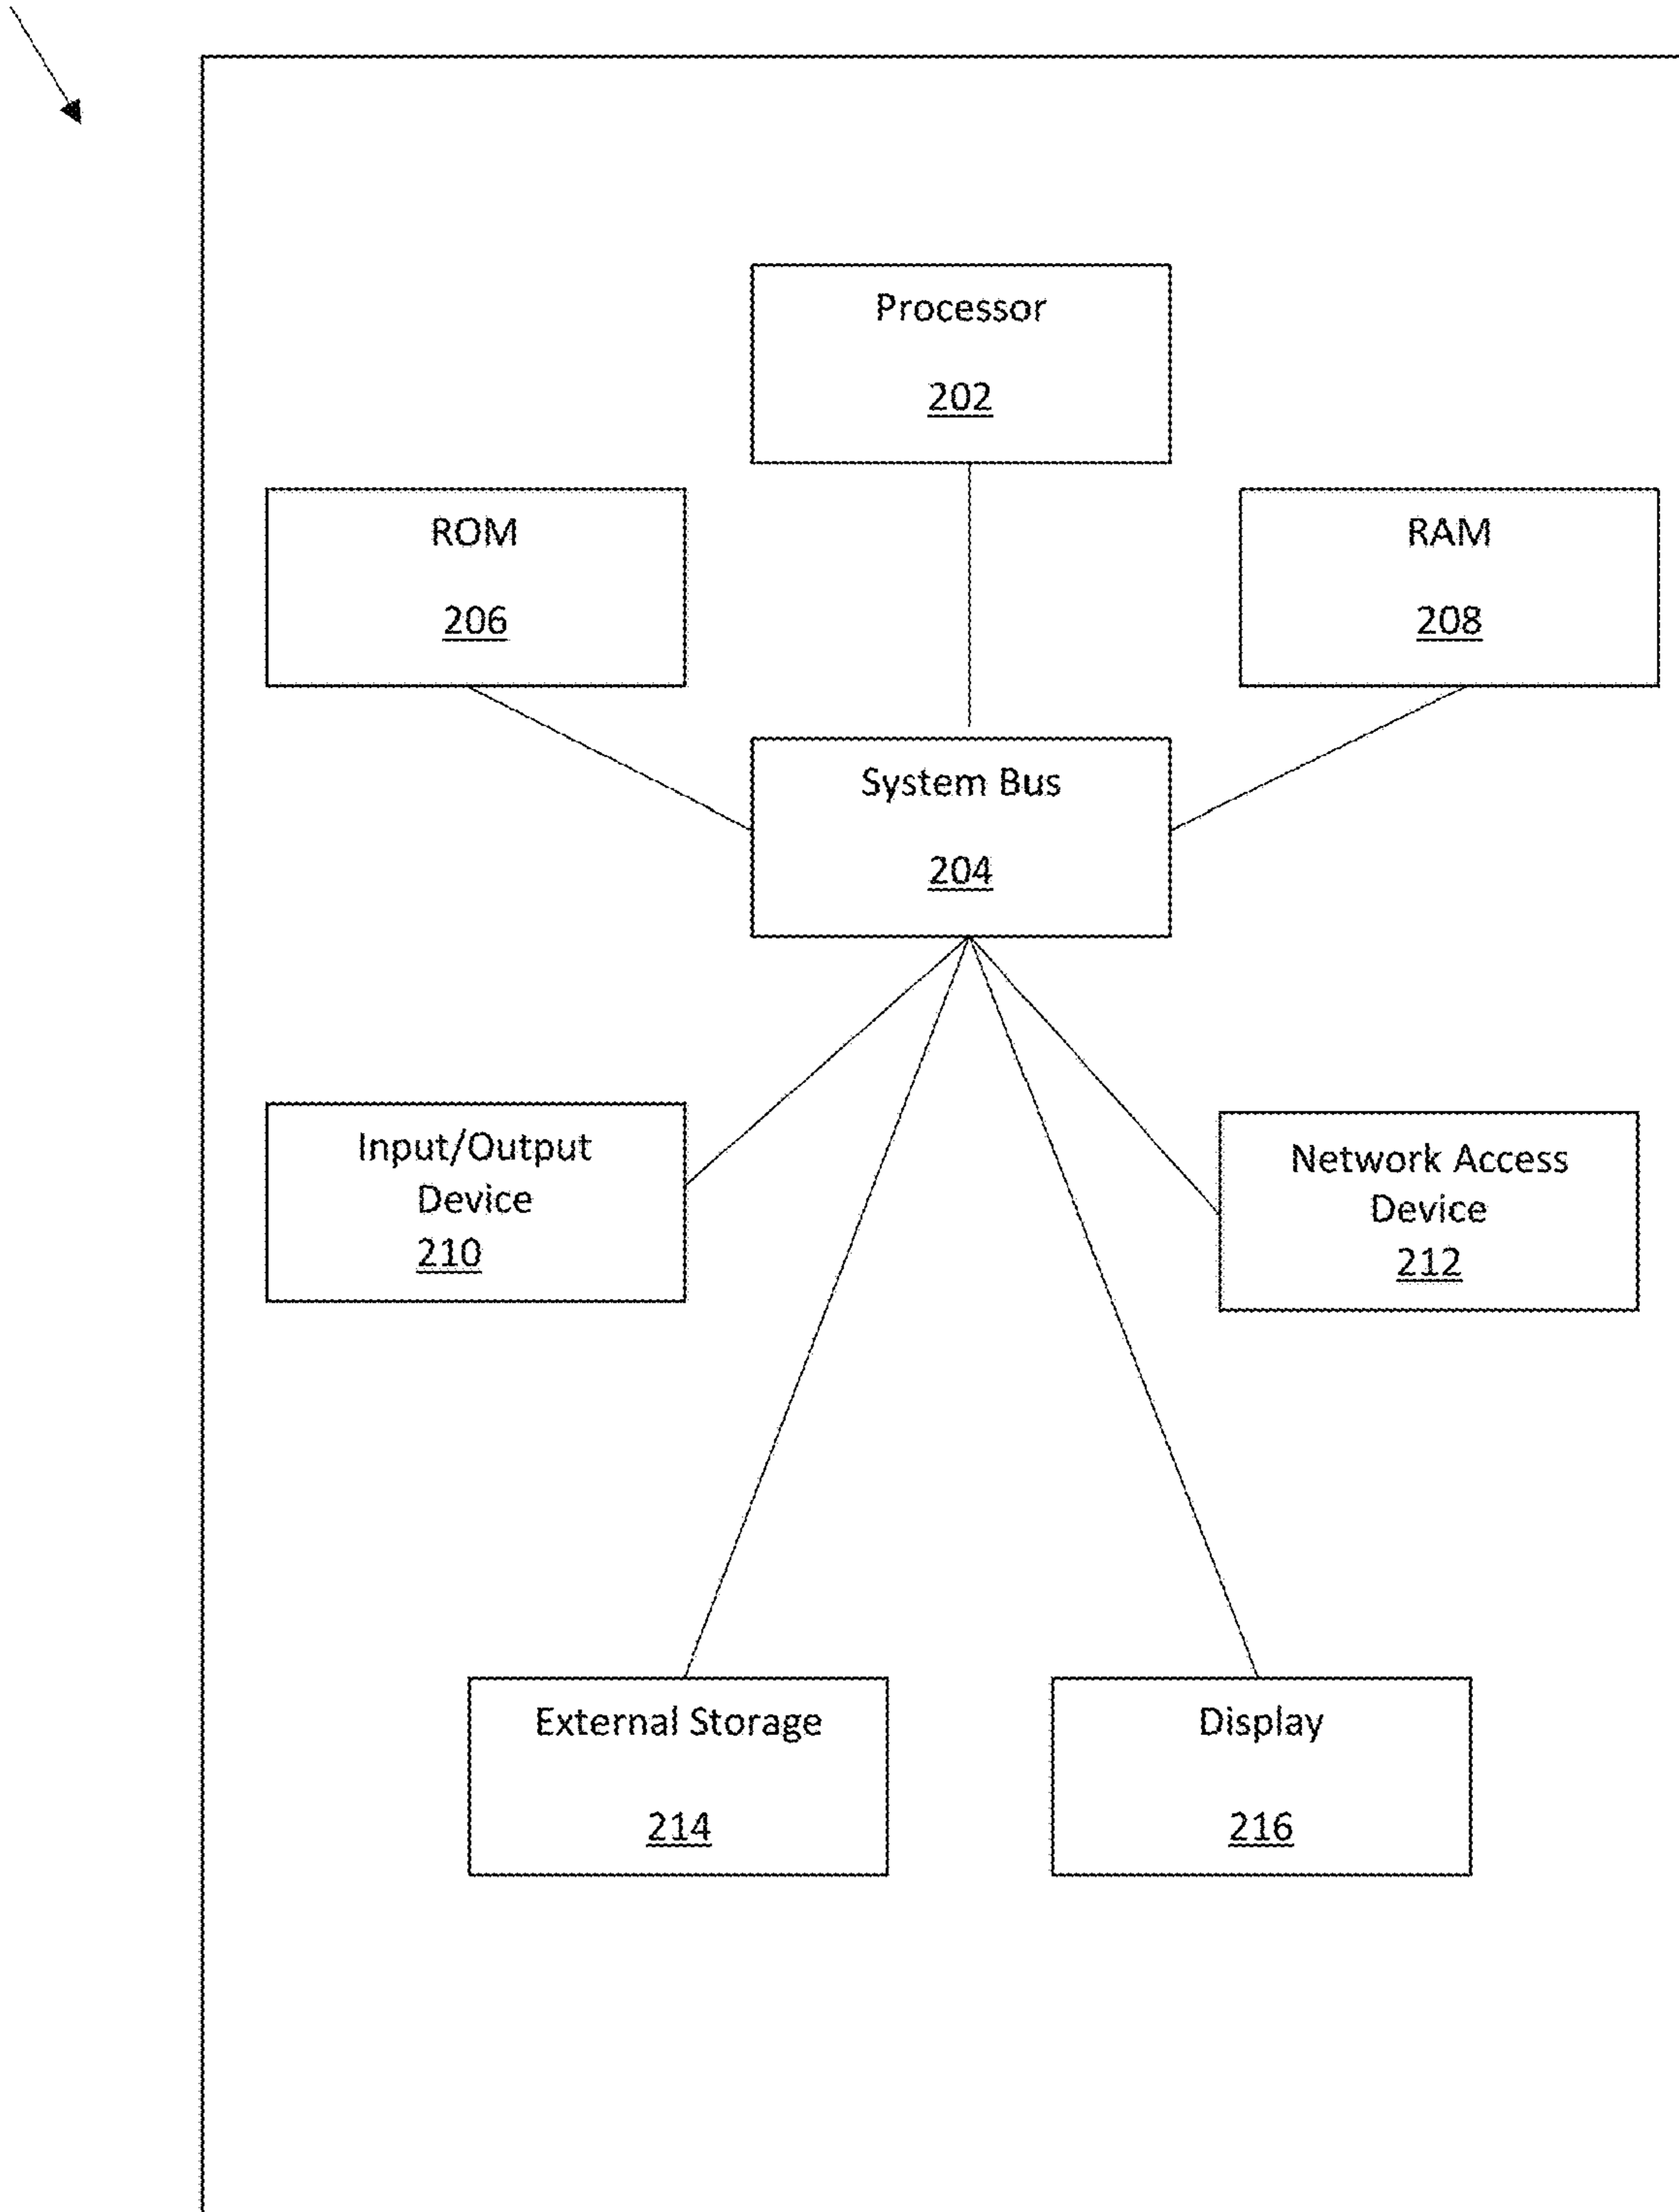 Processor
202
ROM
206
RAM
208
System Bus
204
Input/Output
Device
210
Network Access
Device
212
External Storage
214
Display
216